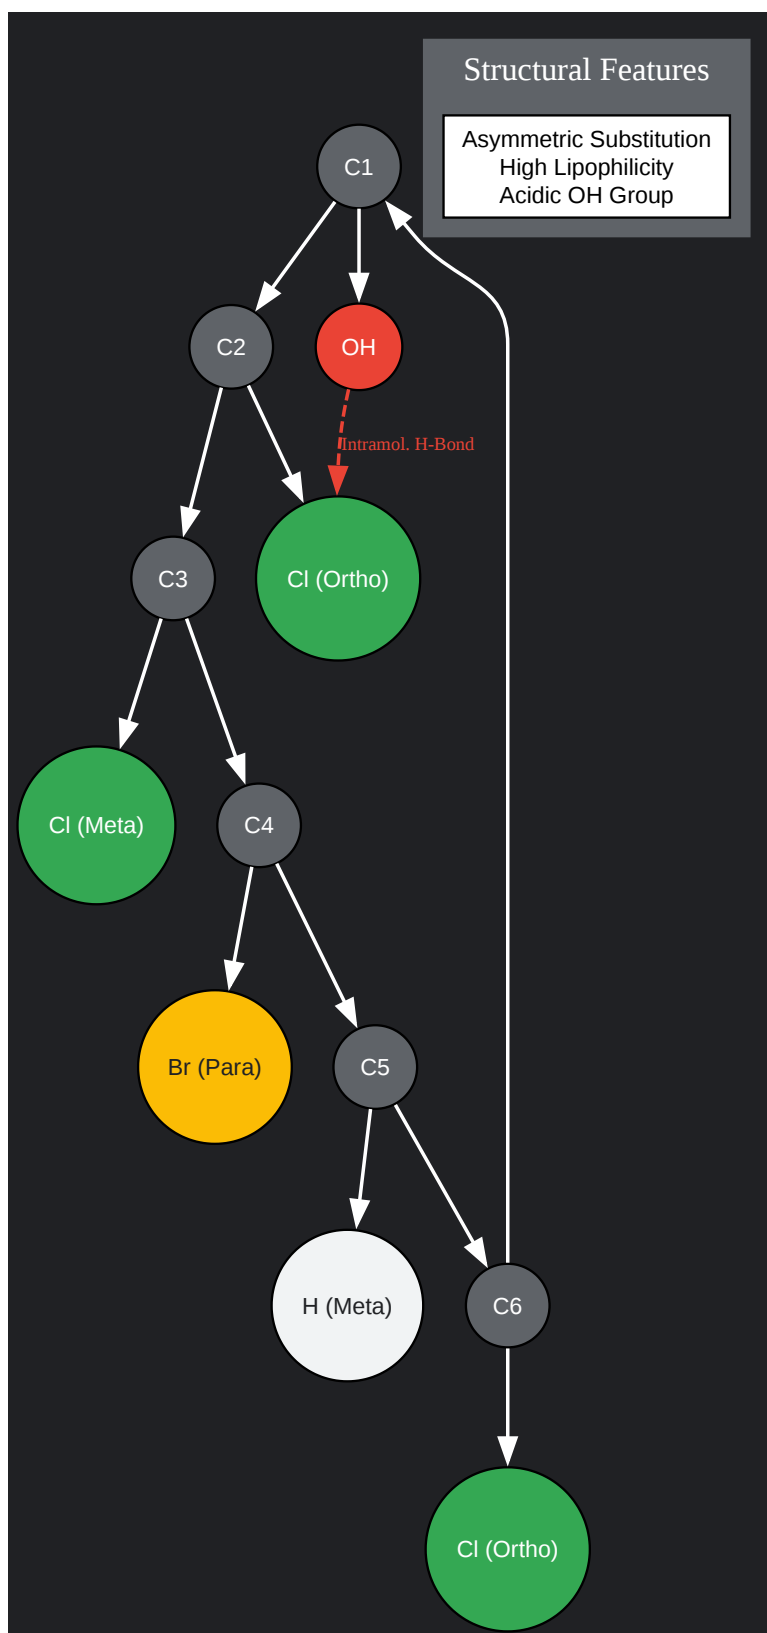 Structural Features
Asymmetric Substitution
High Lipophilicity
Acidic OH Group
C1
C2
OH
Intramol. H-Bond
C3
Cl (Ortho)
Cl (Meta)
C4
Br (Para)
C5
H (Meta)
C6
Cl (Ortho)